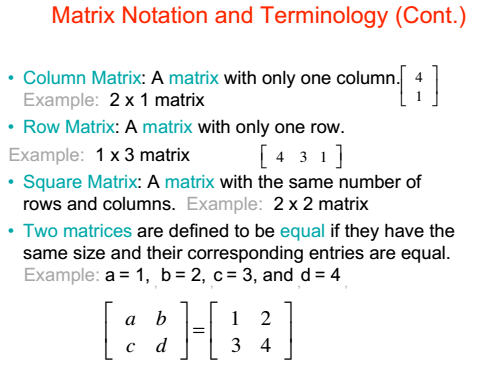 Matrix Notation and Terminology (Cont.)
• Column Matrix: A matrix with only one column. [ 4
1 ]
Example: 2 x 1 matrix
• Row Matrix: A matrix with only one row.
Example: 1 x 3 matrix [ 4 3 1 ]
• Square Matrix: A matrix with the same number of
rows and columns. Example: 2 x 2 matrix
• Two matrices are defined to be equal if they have the
same size and their corresponding entries are equal.
Example: a = 1, b = 2, c = 3, and d = 4
[ a b ] = [ 1 2 ]
[ c d ] [ 3 4 ]